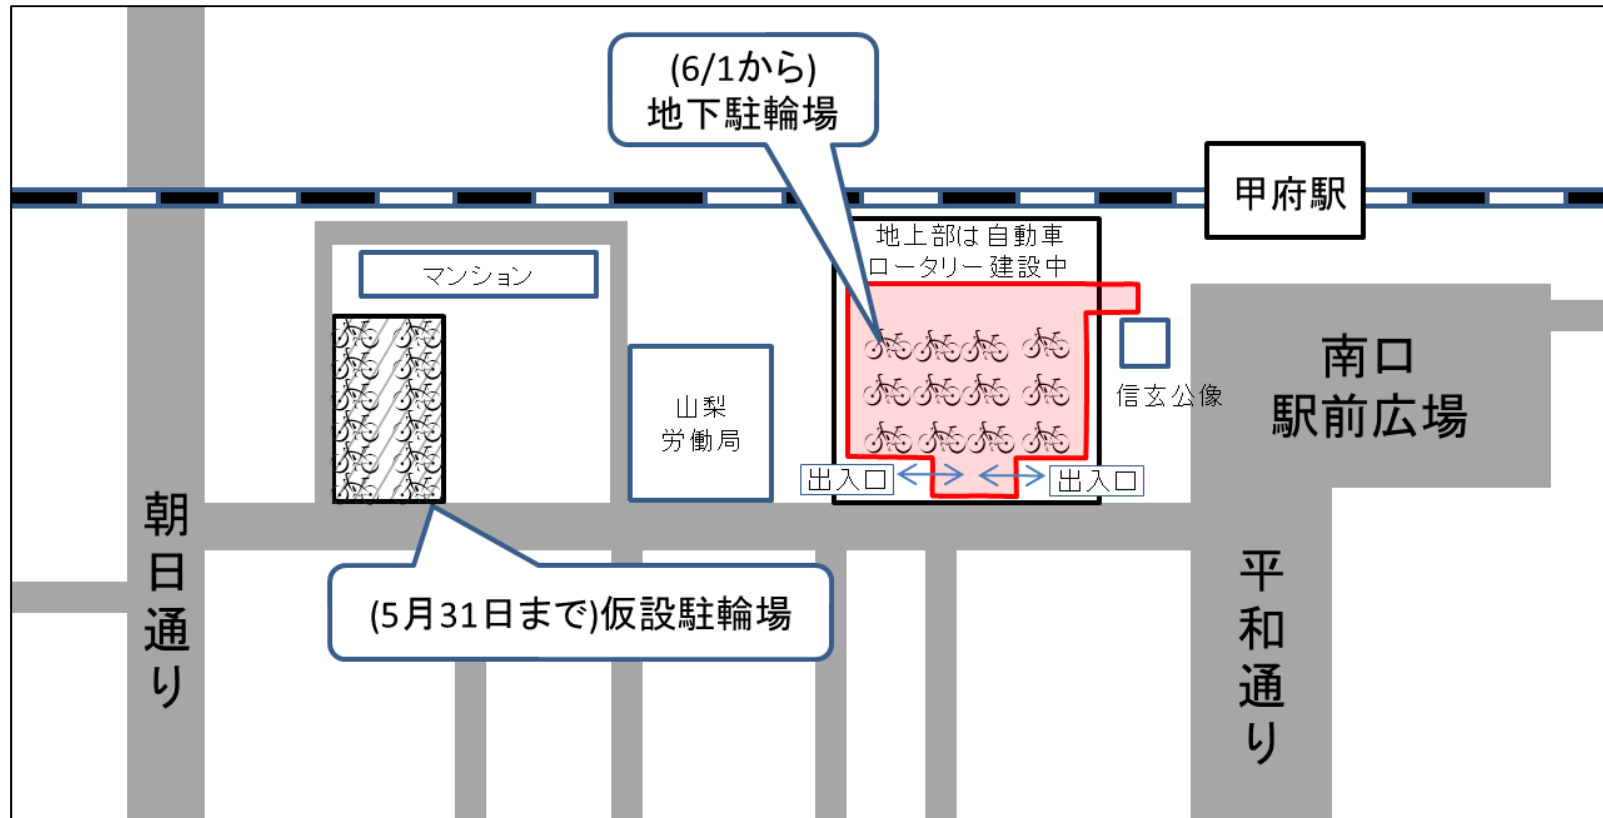 (6/1から)
地下駐輪場
甲府駅
地上部は自動車
ロータリー建設中
マンション
山梨
労働局
信玄公像
南口
駅前広場
出入口
出入口
朝日通り
(5月31日まで)仮設駐輪場
平和通り